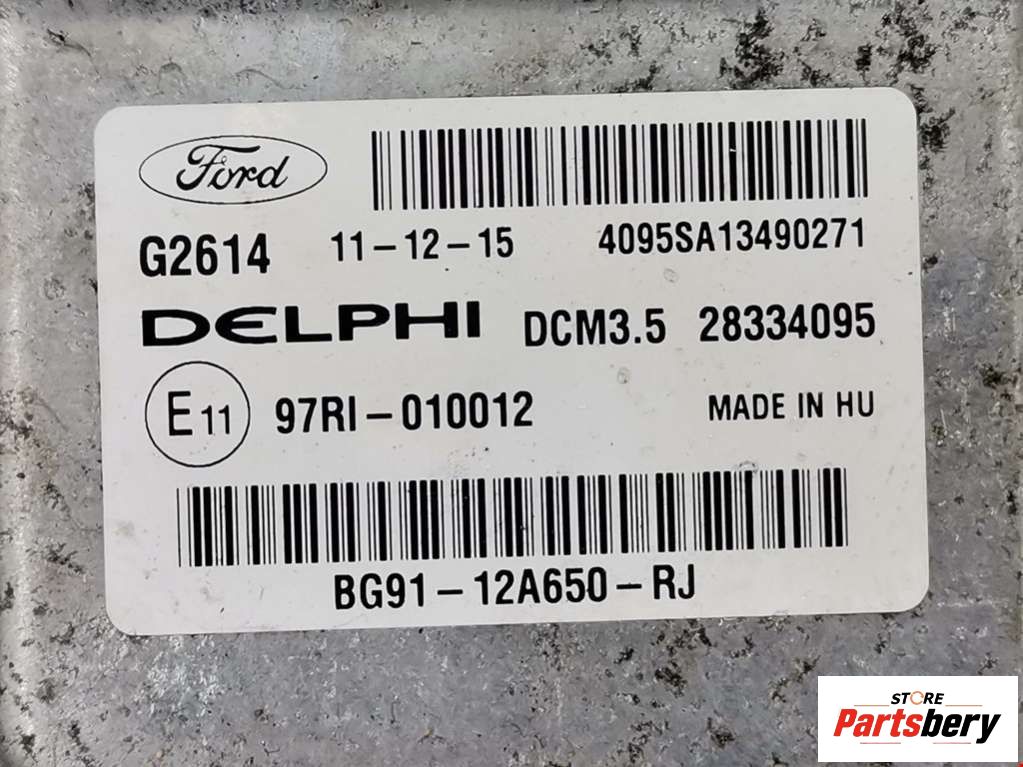 Ford
G2614 11-12-15 4095SA13490271
DELPHI DCM3.5 28334095
E11 97RI-010012 MADE IN HU
BG91-12A650-RJ
STORE
Partsbery